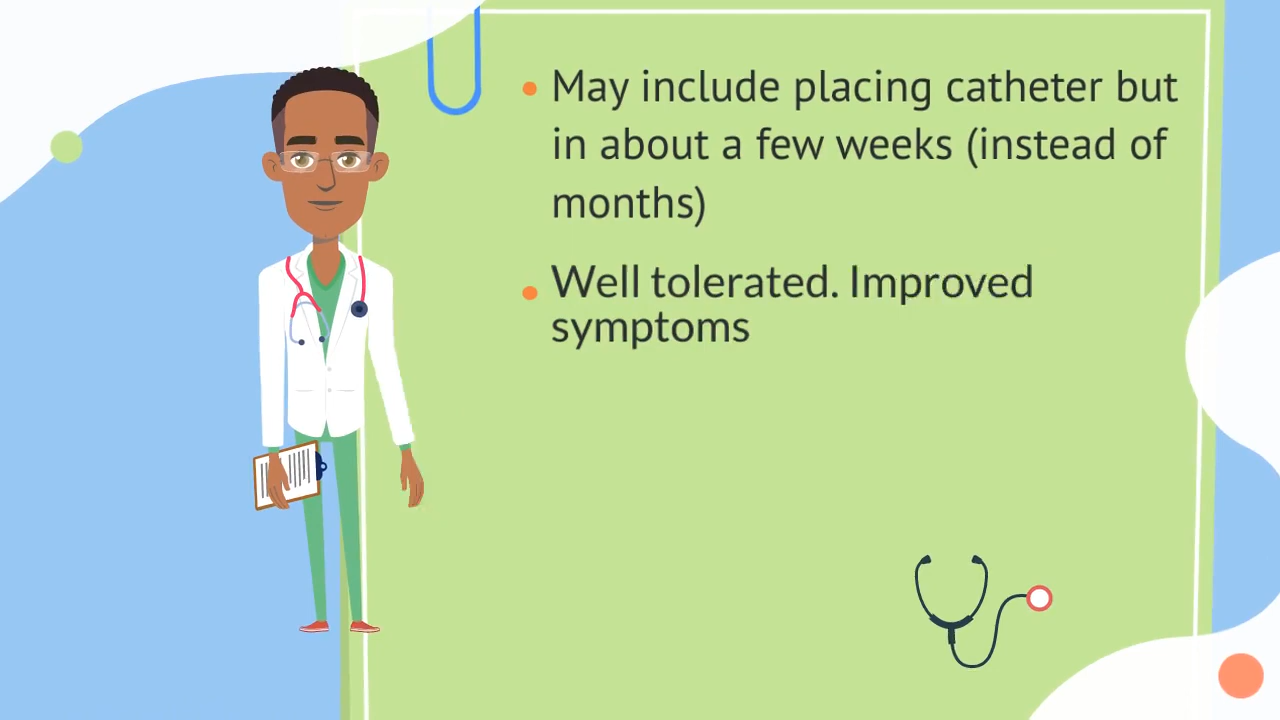 May include placing catheter but
in about a few weeks (instead of
months)
Well tolerated. Improved
symptoms